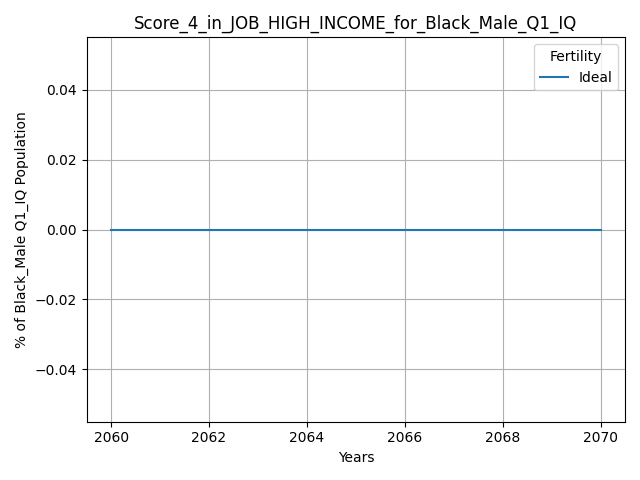 Score_4_in_JOB_HIGH_INCOME_for_Black_Male_Q1_IQ
Fertility
Ideal
% of Black_Male Q1_IQ Population
0.04
0.02
0.00
−0.02
−0.04
2060 2062 2064 2066 2068 2070
Years